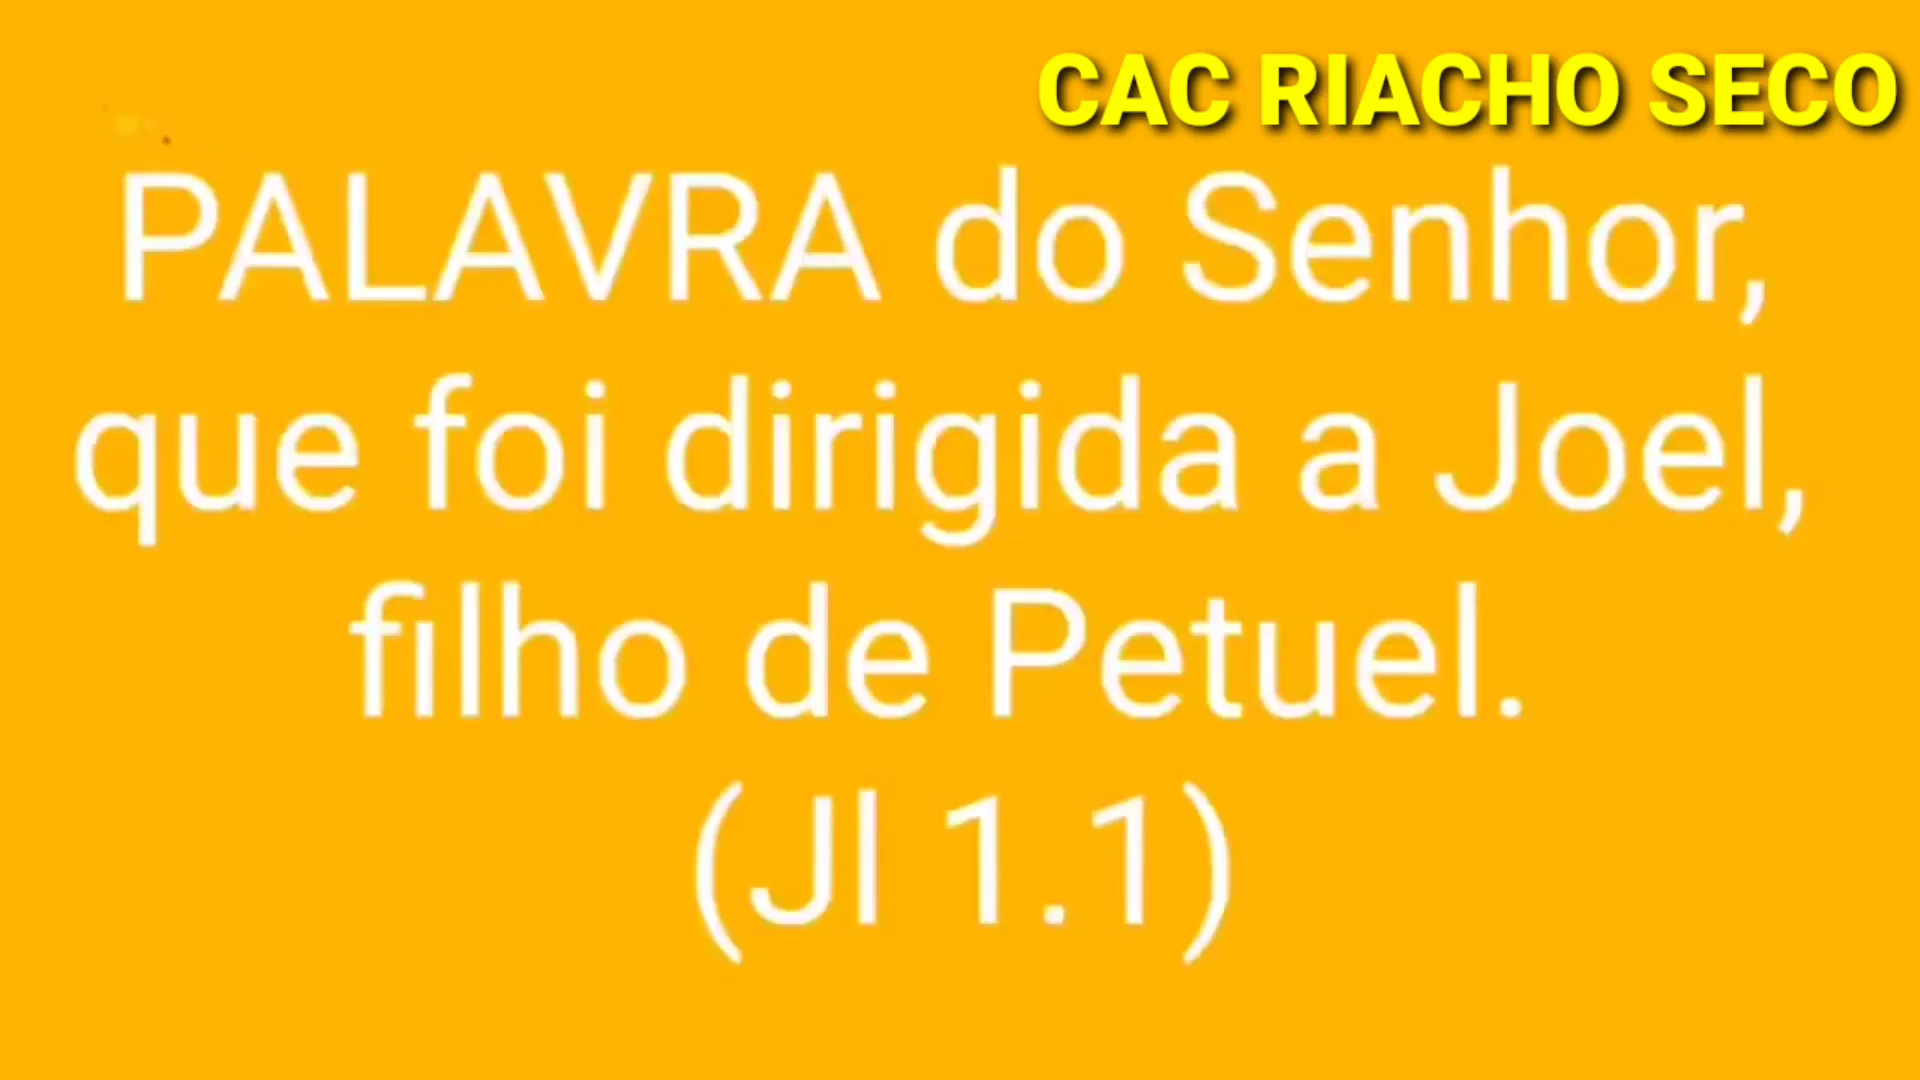 CAC RIACHO SECO
PALAVRA do Senhor,
que foi dirigida a Joel,
filho de Petuel.
(Jl 1.1)